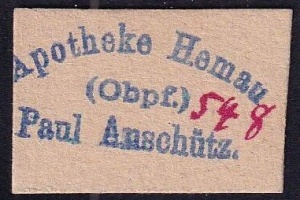 Apotheke Hemau
(Obpf.) 548
Paul Anschütz.